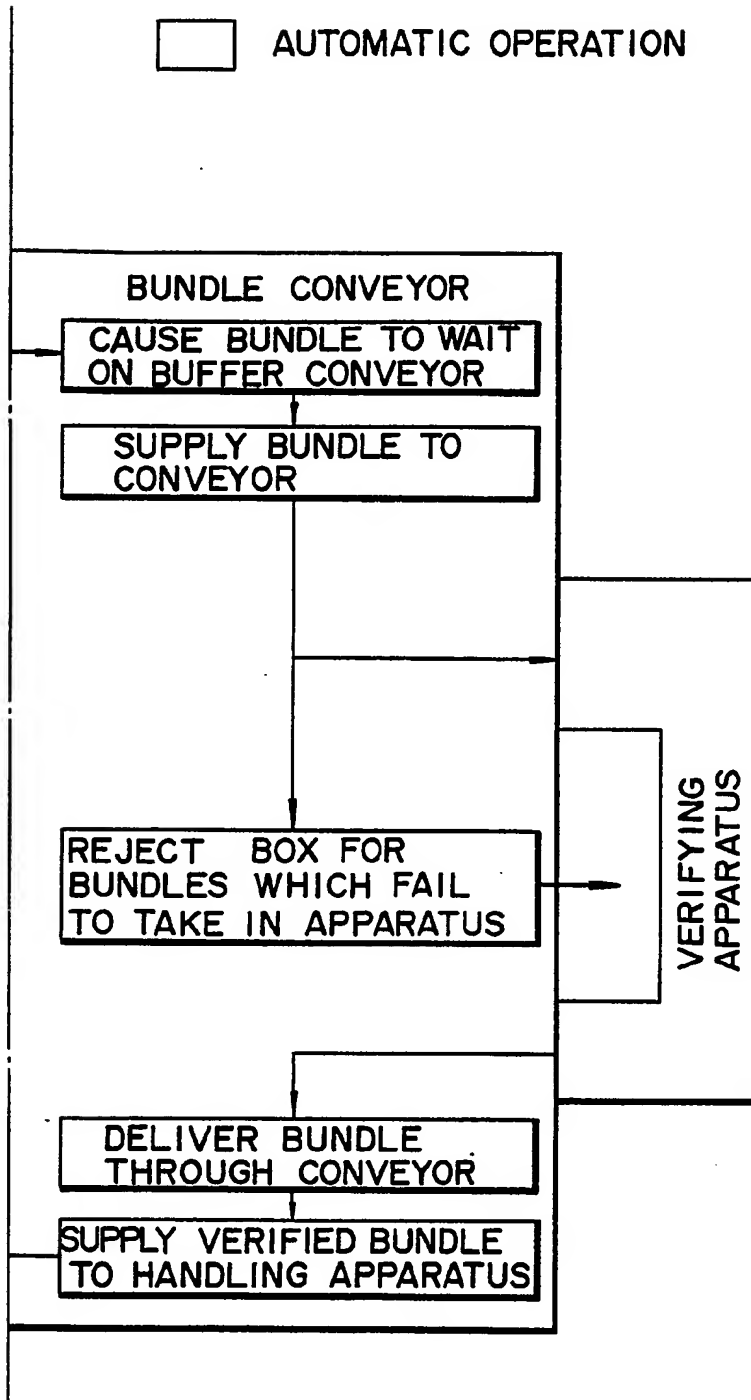 AUTOMATIC OPERATION
BUNDLE CONVEYOR
CAUSE BUNDLE TO WAIT
ON BUFFER CONVEYOR
SUPPLY BUNDLE TO
CONVEYOR
REJECT BOX FOR
BUNDLES WHICH FAIL
TO TAKE IN APPARATUS
VERIFYING
APPARATUS
DELIVER BUNDLE
THROUGH CONVEYOR
SUPPLY VERIFIED BUNDLE
TO HANDLING APPARATUS